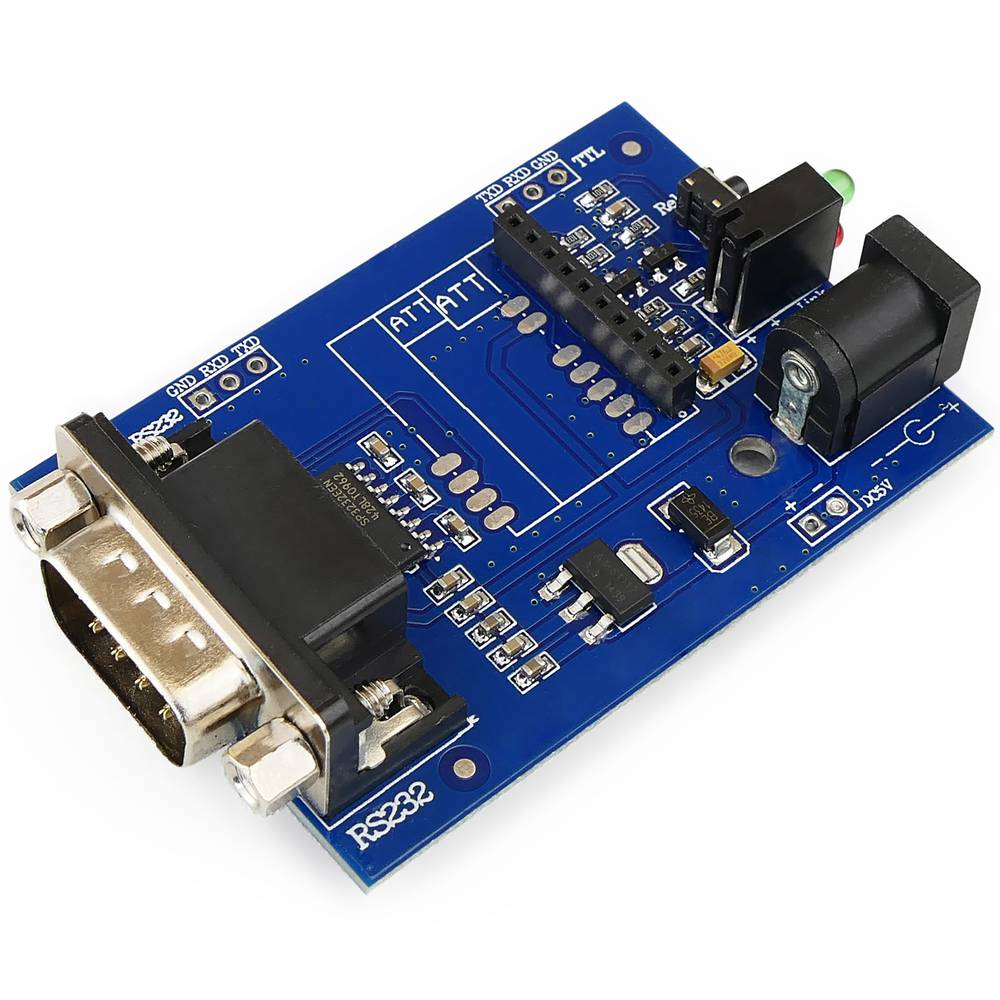 TXD RXD GND
TTL
ATT
ATT
GND RXD TXD
RS232
SP3232EEN
DC5V
+
-
+
RS232